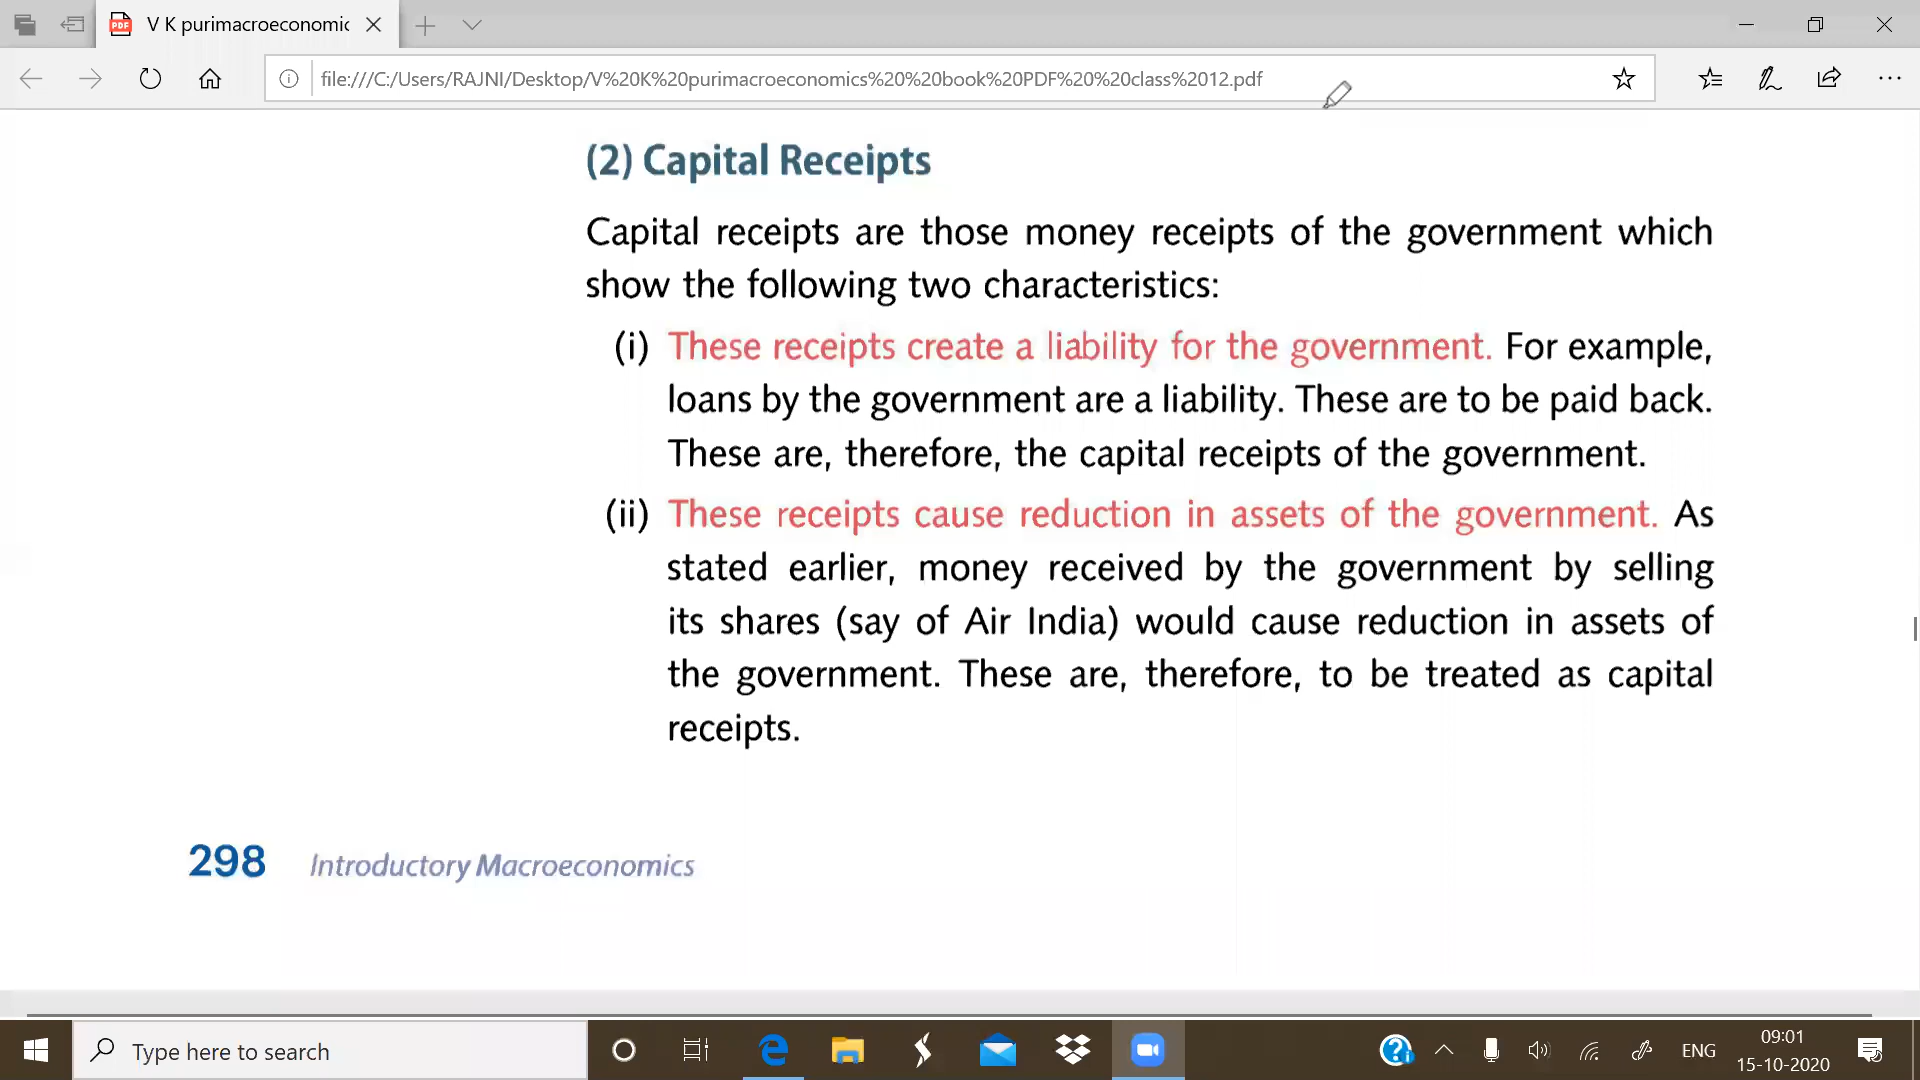 V K purimacroeconomic
file:///C:/Users/RAJNI/Desktop/V%20K%20purimacroeconomics%20%20book%20PDF%20%20class%2012.pdf
(2) Capital Receipts
Capital receipts are those money receipts of the government which
show the following two characteristics:
(i) These receipts create a liability for the government. For example,
loans by the government are a liability. These are to be paid back.
These are, therefore, the capital receipts of the government.
(ii) These receipts cause reduction in assets of the government. As
stated earlier, money received by the government by selling
its shares (say of Air India) would cause reduction in assets of
the government. These are, therefore, to be treated as capital
receipts.
298 Introductory Macroeconomics
Type here to search
ENG
09:01
15-10-2020